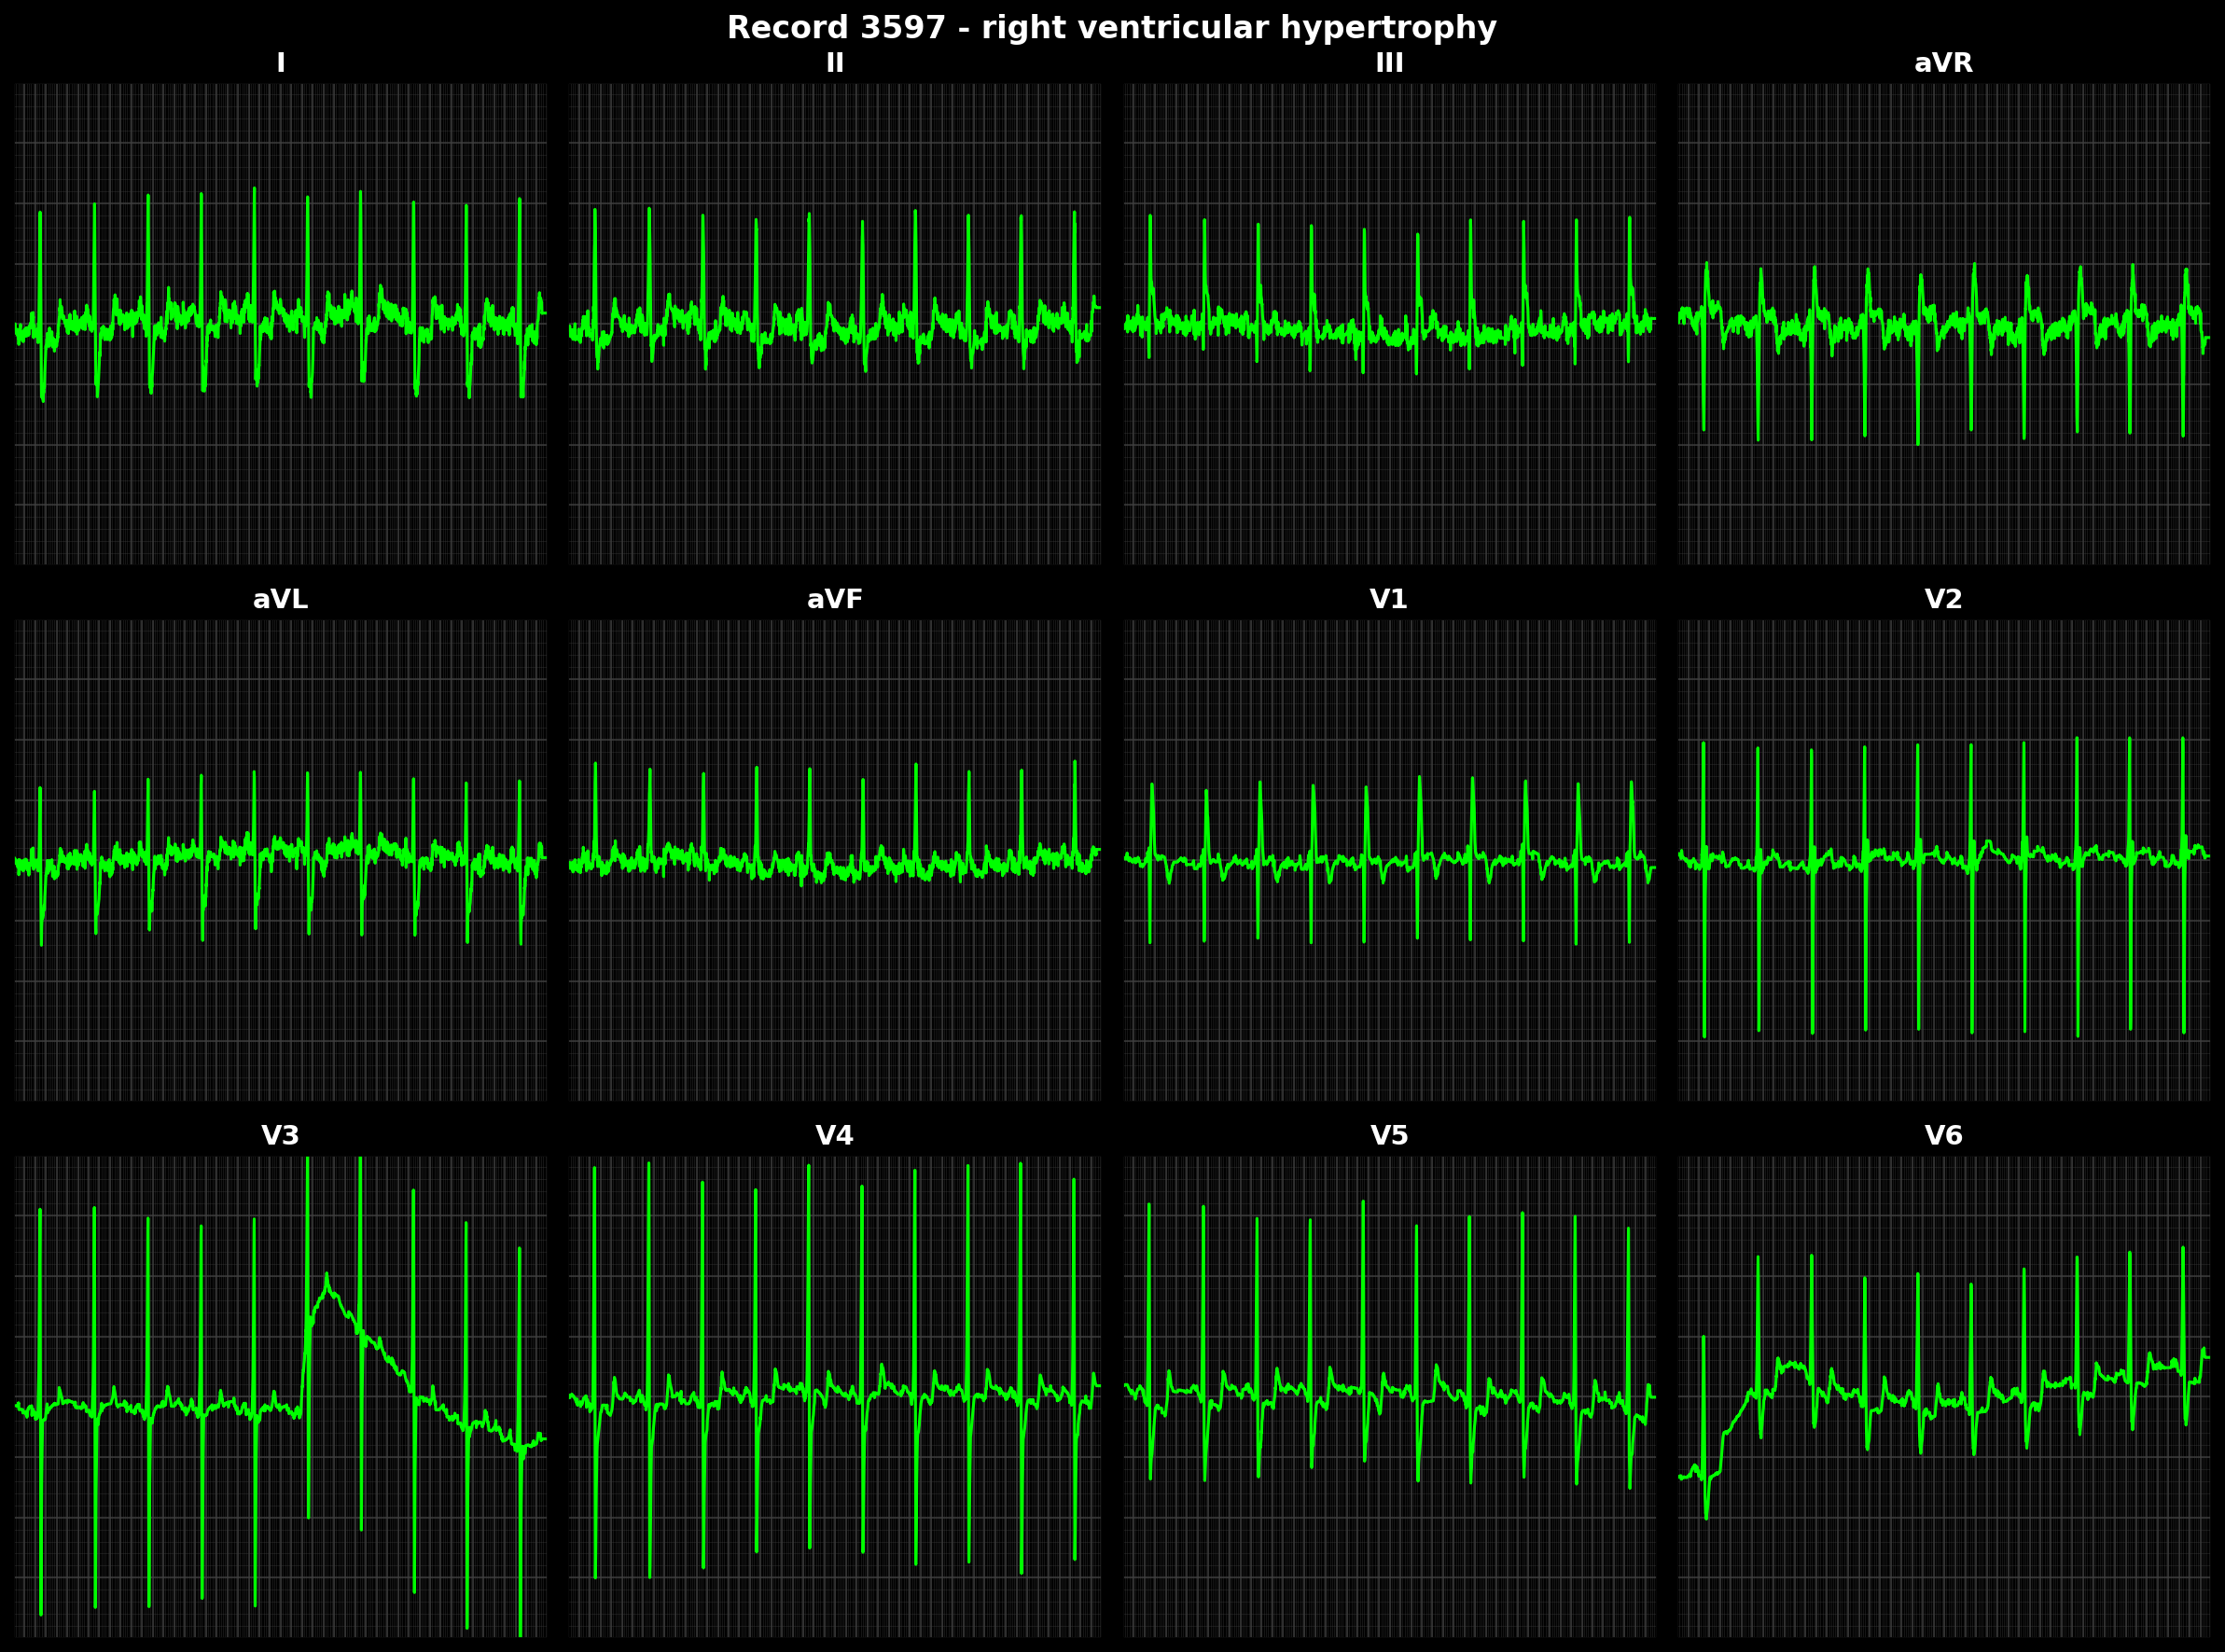 Record 3597 - right ventricular hypertrophy
I
II
III
aVR
aVL
aVF
V1
V2
V3
V4
V5
V6